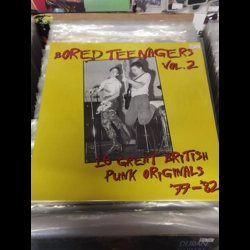 BORED TEENAGERS
VOL. 2
20 GREAT BRITISH
PUNK ORIGINALS
'77-'82